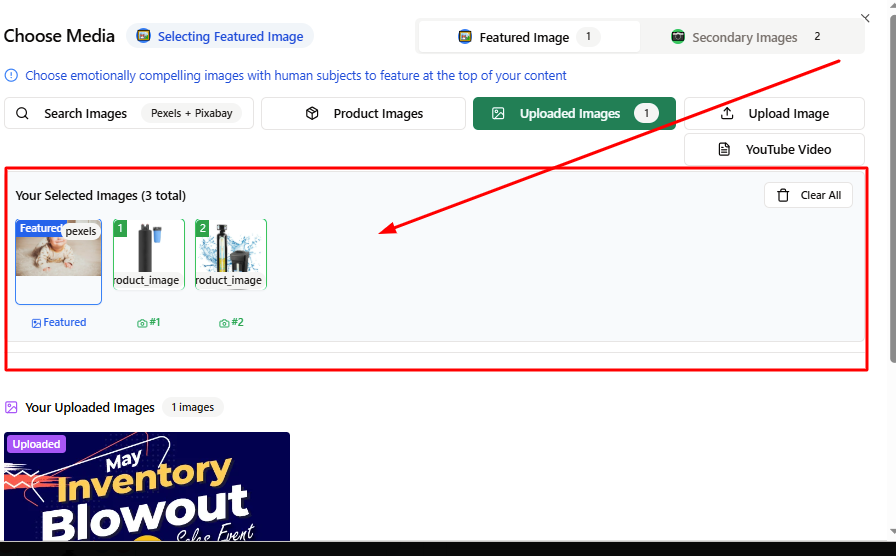 Choose Media
Selecting Featured Image
Featured Image 1
Secondary Images 2
Choose emotionally compelling images with human subjects to feature at the top of your content
Search Images Pexels + Pixabay
Product Images
Uploaded Images 1
Upload Image
YouTube Video
Your Selected Images (3 total)
Clear All
Featured
pexels
1
roduct_image
2
roduct_image
Featured
#1
#2
Your Uploaded Images 1 images
Uploaded
May
Inventory
Blowout
Sales Event